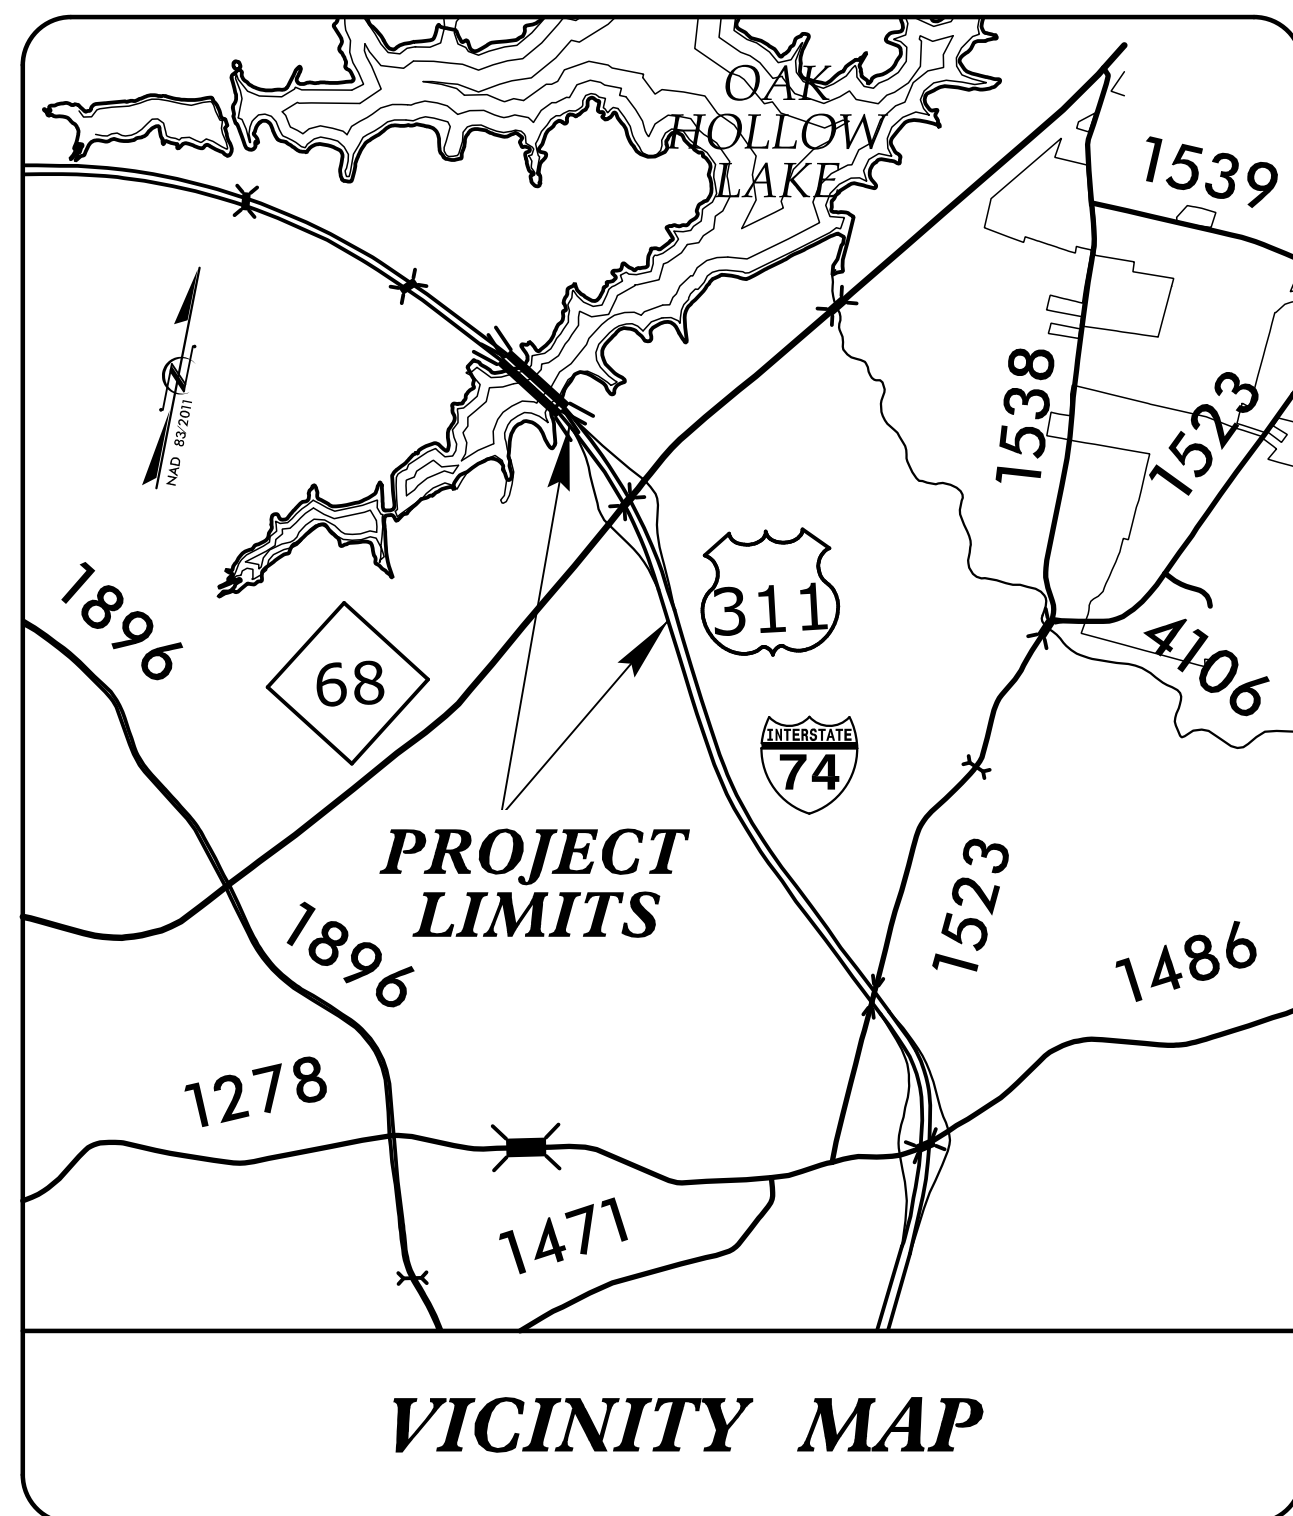 OAK
HOLLOW
LAKE
1539
NAD 83/2011
1538
1523
1896
311
4106
68
INTERSTATE
74
PROJECT
LIMITS
1523
1896
1486
1278
1471
VICINITY MAP